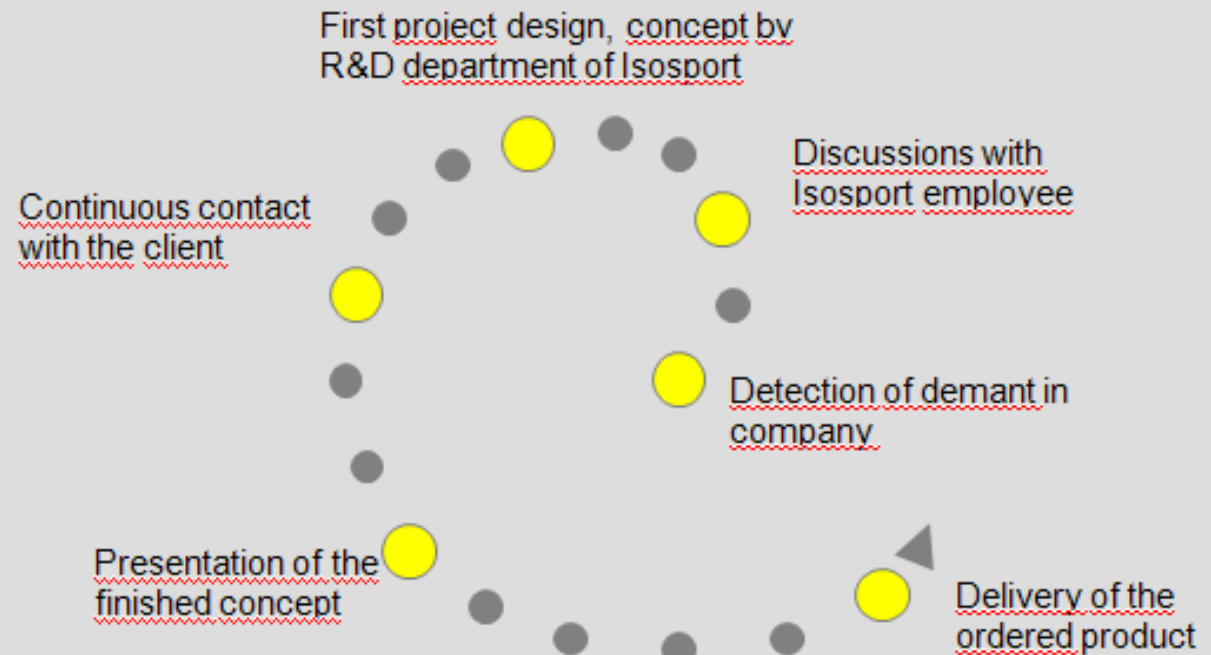 First project design, concept by
R&D department of Isosport
Discussions with
Isosport employee
Continuous contact
with the client
Detection of demant in
company
Presentation of the
finished concept
Delivery of the
ordered product